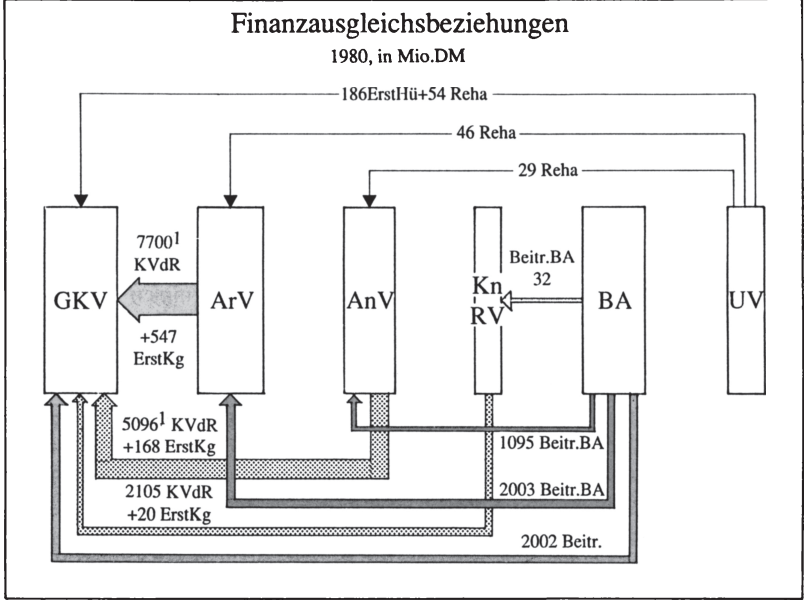 Finanzausgleichsbeziehungen
1980, in Mio.DM
186ErstHü+54 Reha
46 Reha
29 Reha
7700¹
KVdR
GKV
+547
ErstKg
ArV
AnV
Kn
RV
Beitr.BA
32
BA
UV
5096¹ KVdR
+168 ErstKg
1095 Beitr.BA
2105 KVdR
+20 ErstKg
2003 Beitr.BA
2002 Beitr.